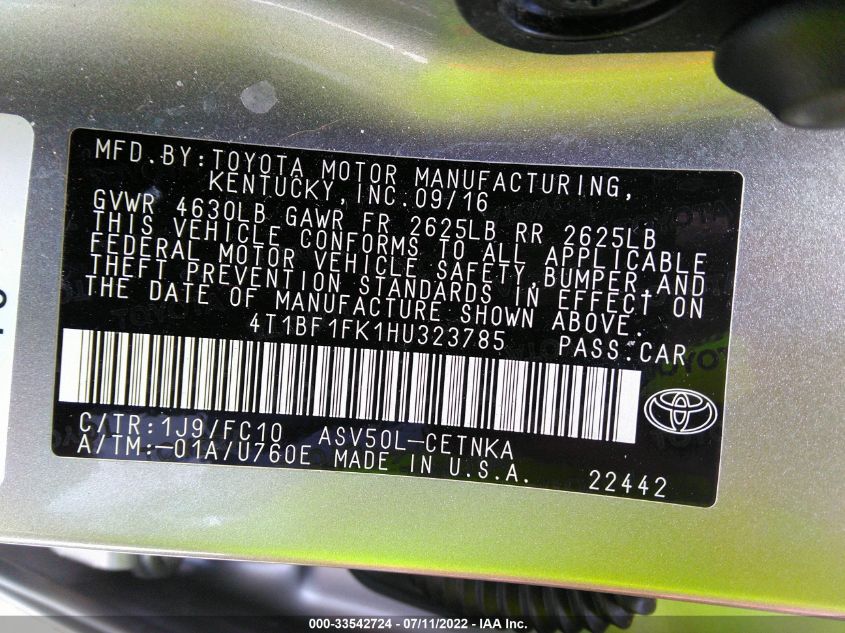 MFD.BY:TOYOTA MOTOR MANUFACTURING,
KENTUCKY,INC.09/16
GVWR 4630LB GAWR FR 2625LB RR 2625LB
THIS VEHICLE CONFORMS TO ALL APPLICABLE
FEDERAL MOTOR VEHICLE SAFETY,BUMPER,AND
THEFT PREVENTION STANDARDS IN EFFECT ON
THE DATE OF MANUFACTURE SHOWN ABOVE.
4T1BF1FK1HU323785 PASS.CAR
C/TR:1J9/FC10 ASV50L-CETNKA
A/TM:-01A/U760E MADE IN U.S.A.
22442
000-33542724 - 07/11/2022 - IAA Inc.